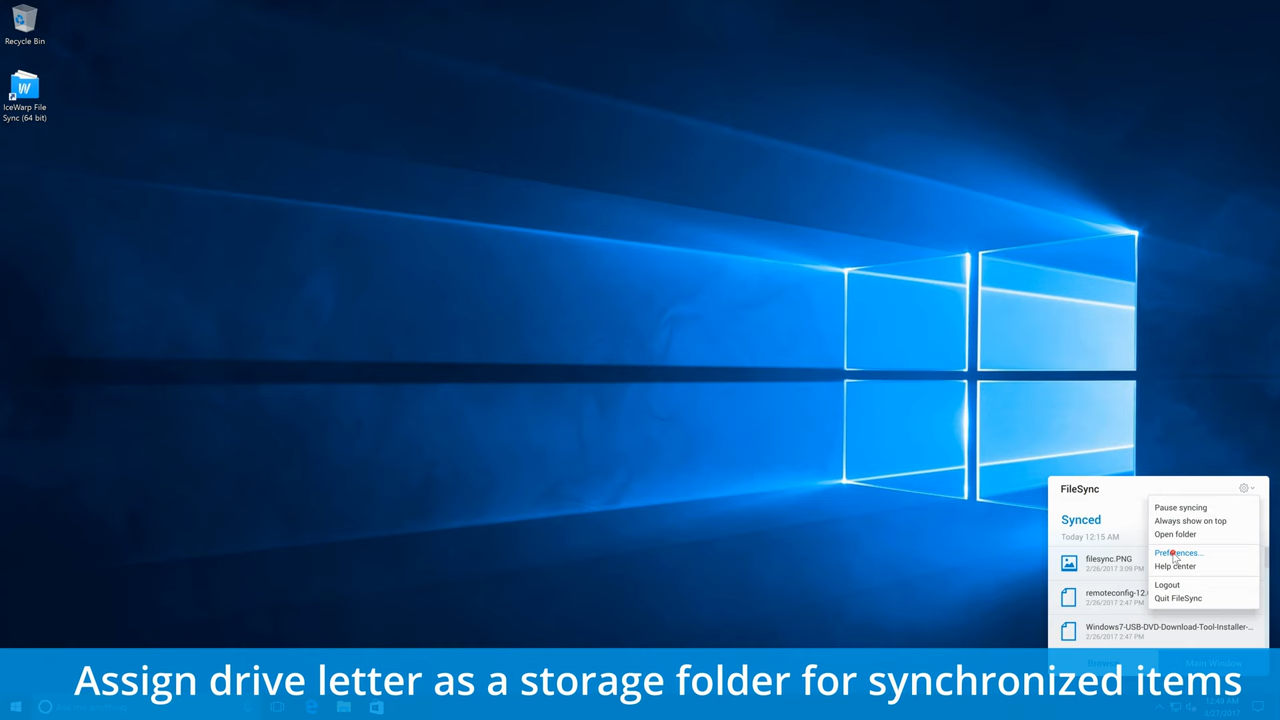 Recycle Bin
IceWarp File
Sync (64 bit)
FileSync
Synced
Today 12:15 AM
Pause syncing
Always show on top
Open folder
Preferences...
Help center
Logout
Quit FileSync
filesync.PNG
2/26/2017 3:09 PM
remoteconfig-12.
2/26/2017 2:47 PM
Windows7-USB-DVD-Download-Tool-Installer-...
2/26/2017 2:47 PM
Main Window
Assign drive letter as a storage folder for synchronized items